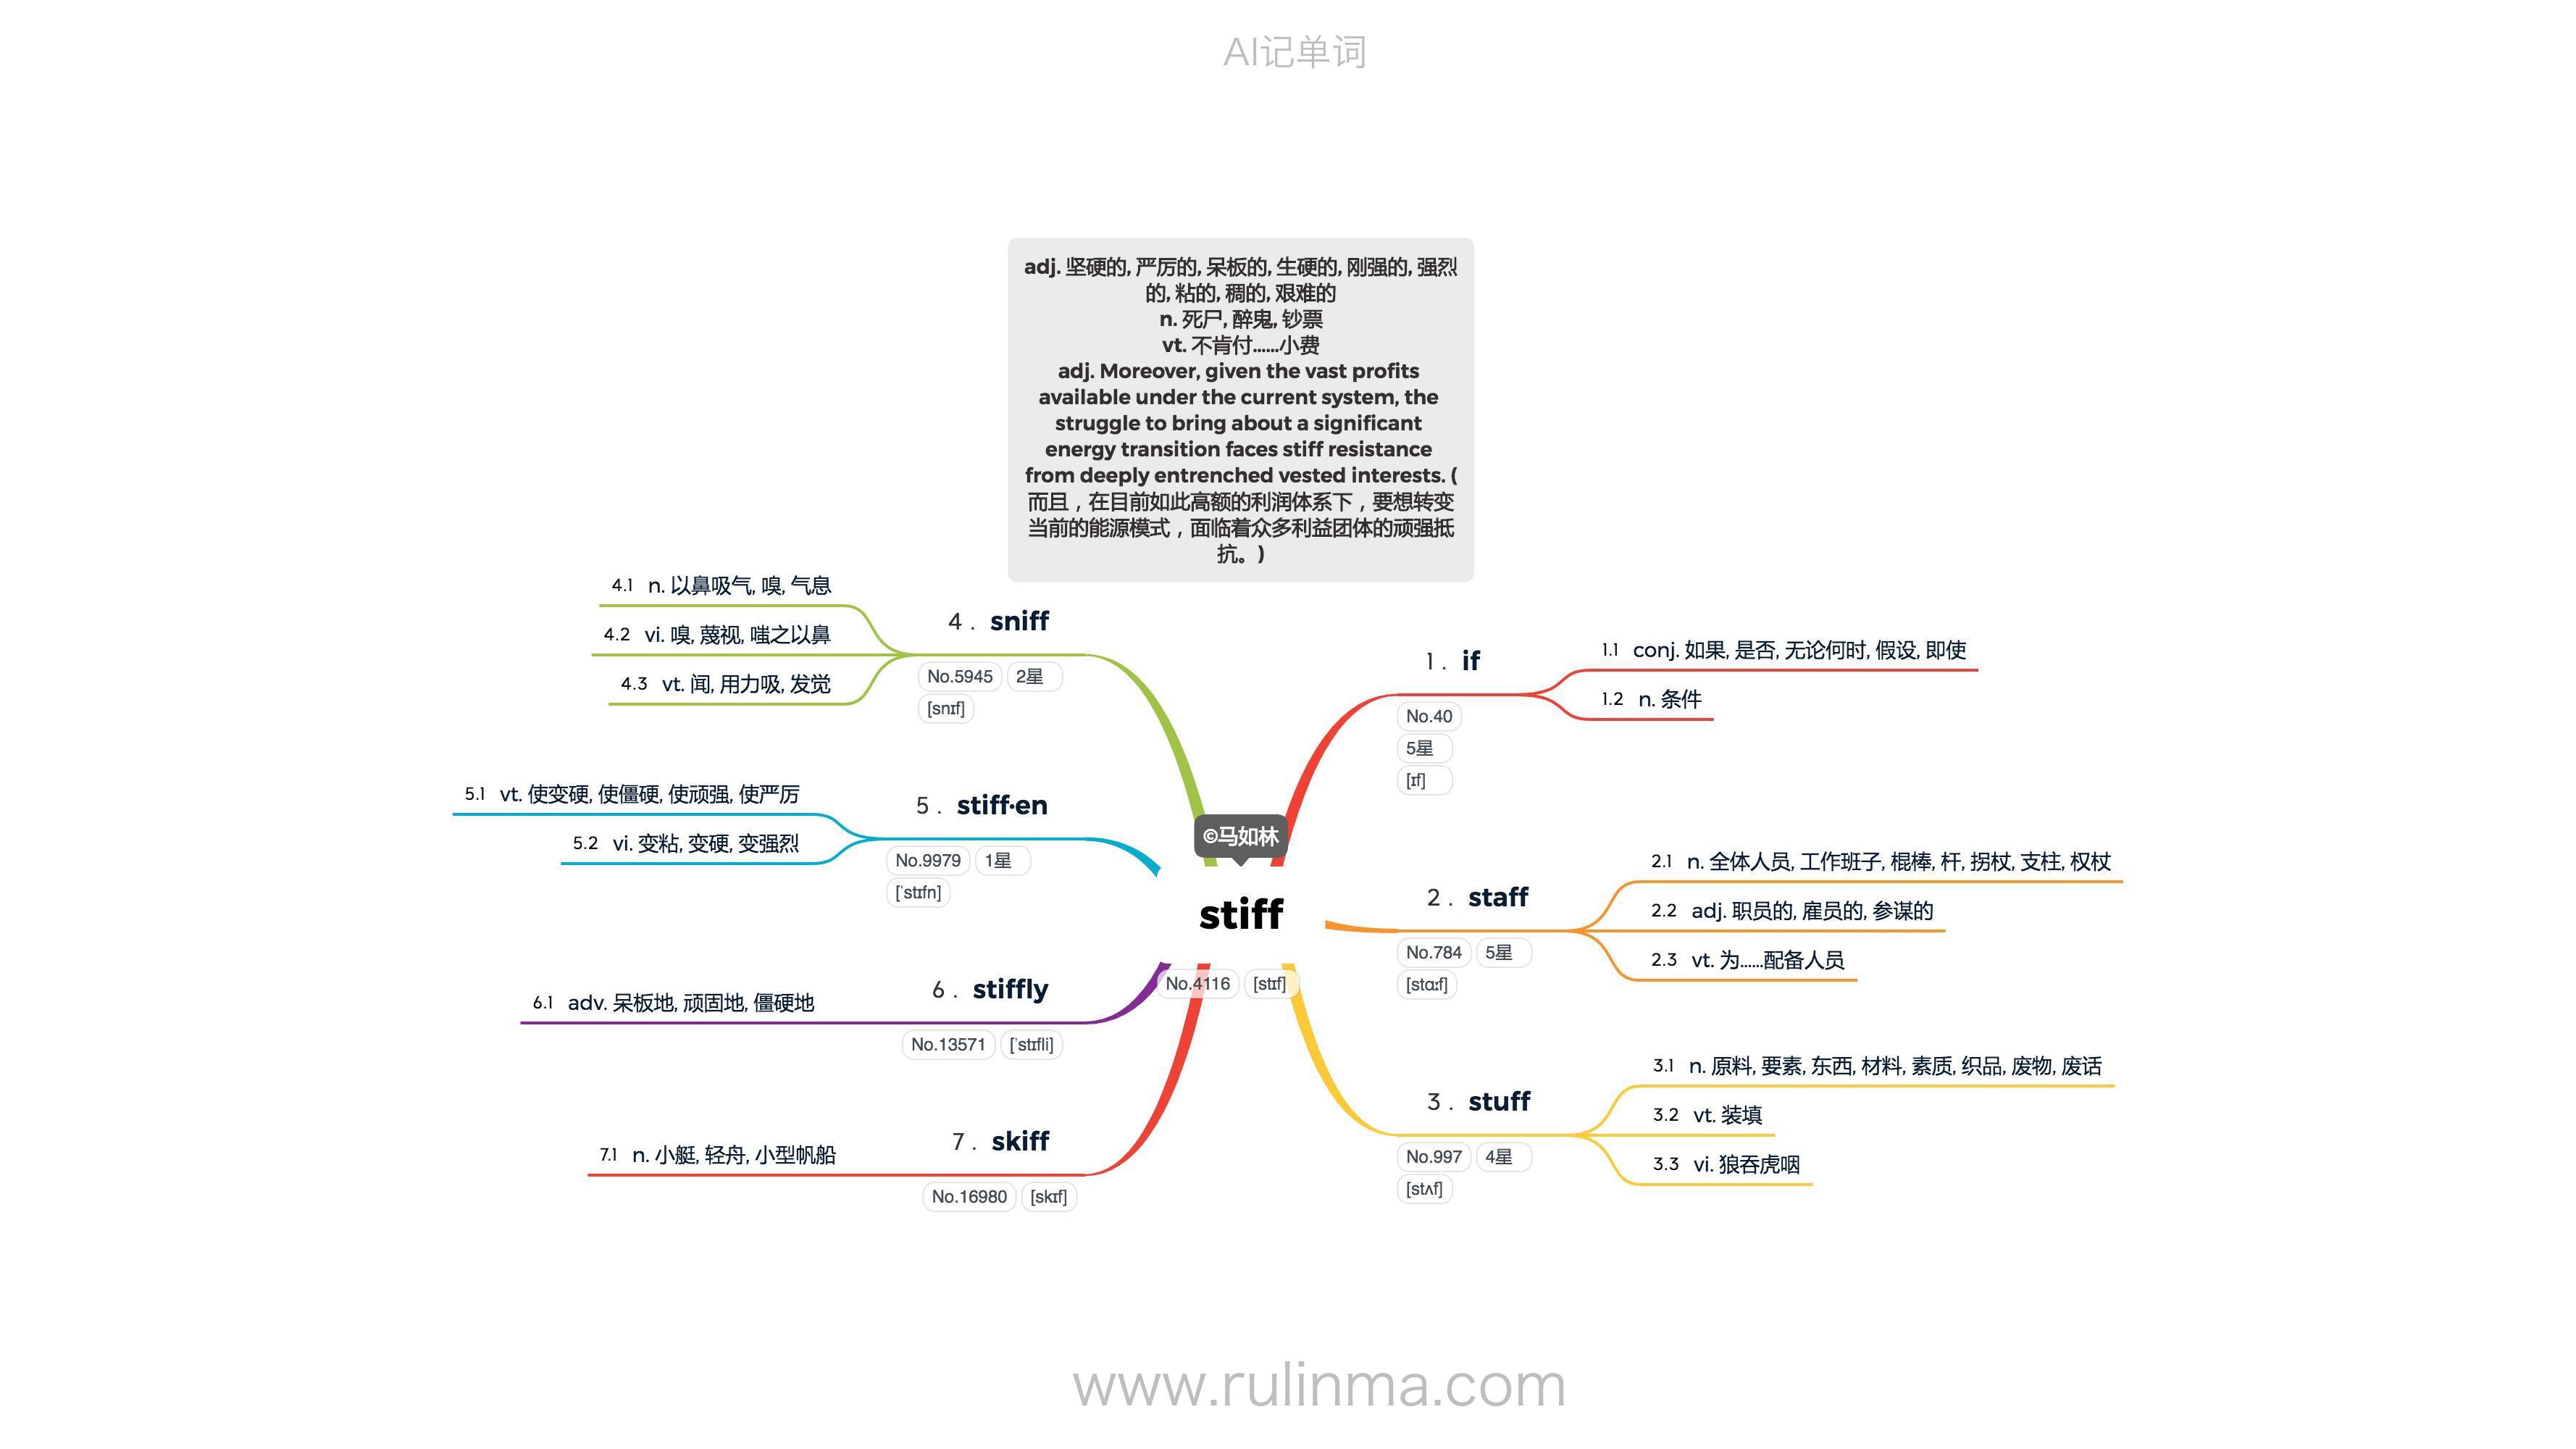 AI记单词
adj. 坚硬的, 严厉的, 呆板的, 生硬的, 刚强的, 强烈
的, 粘的, 稠的, 艰难的
n. 死尸, 醉鬼, 钞票
vt. 不肯付……小费
adj. Moreover, given the vast profits
available under the current system, the
struggle to bring about a significant
energy transition faces stiff resistance
from deeply entrenched vested interests. (
而且，在目前如此高额的利润体系下，要想转变
当前的能源模式，面临着众多利益团体的顽强抵
抗。)
©马如林
stiff
No.4116 [stɪf]
1. if
No.40
5星
[ɪf]
1.1 conj. 如果, 是否, 无论何时, 假设, 即使
1.2 n. 条件
2. staff
No.784 5星
[stɑːf]
2.1 n. 全体人员, 工作班子, 棍棒, 杆, 拐杖, 支柱, 权杖
2.2 adj. 职员的, 雇员的, 参谋的
2.3 vt. 为……配备人员
3. stuff
No.997 4星
[stʌf]
3.1 n. 原料, 要素, 东西, 材料, 素质, 织品, 废物, 废话
3.2 vt. 装填
3.3 vi. 狼吞虎咽
4. sniff
No.5945 2星
[snɪf]
4.1 n. 以鼻吸气, 嗅, 气息
4.2 vi. 嗅, 蔑视, 嗤之以鼻
4.3 vt. 闻, 用力吸, 发觉
5. stiff·en
No.9979 1星
[ˈstɪfn]
5.1 vt. 使变硬, 使僵硬, 使顽强, 使严厉
5.2 vi. 变粘, 变硬, 变强烈
6. stiffly
No.13571 [ˈstɪfli]
6.1 adv. 呆板地, 顽固地, 僵硬地
7. skiff
No.16980 [skɪf]
7.1 n. 小艇, 轻舟, 小型帆船
www.rulinma.com